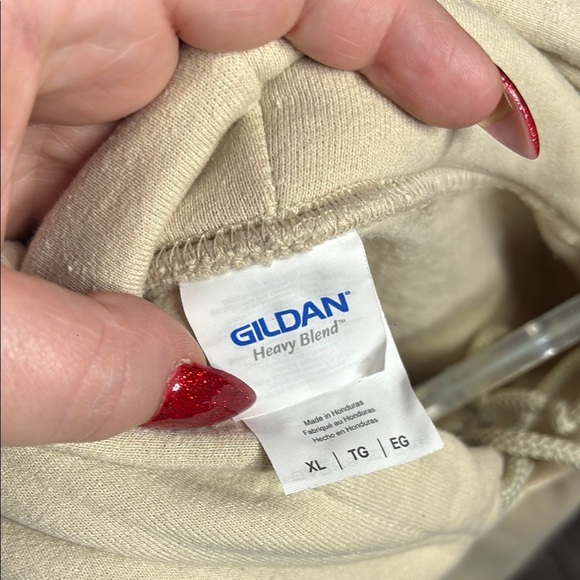 GILDAN®
Heavy Blend™
Made in Honduras
Fabriqué au Honduras
Hecho en Honduras
XL | TG | EG